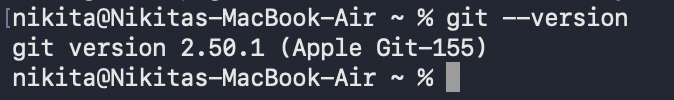 [nikita@Nikitas-MacBook-Air ~ % git --version
git version 2.50.1 (Apple Git-155)
nikita@Nikitas-MacBook-Air ~ %